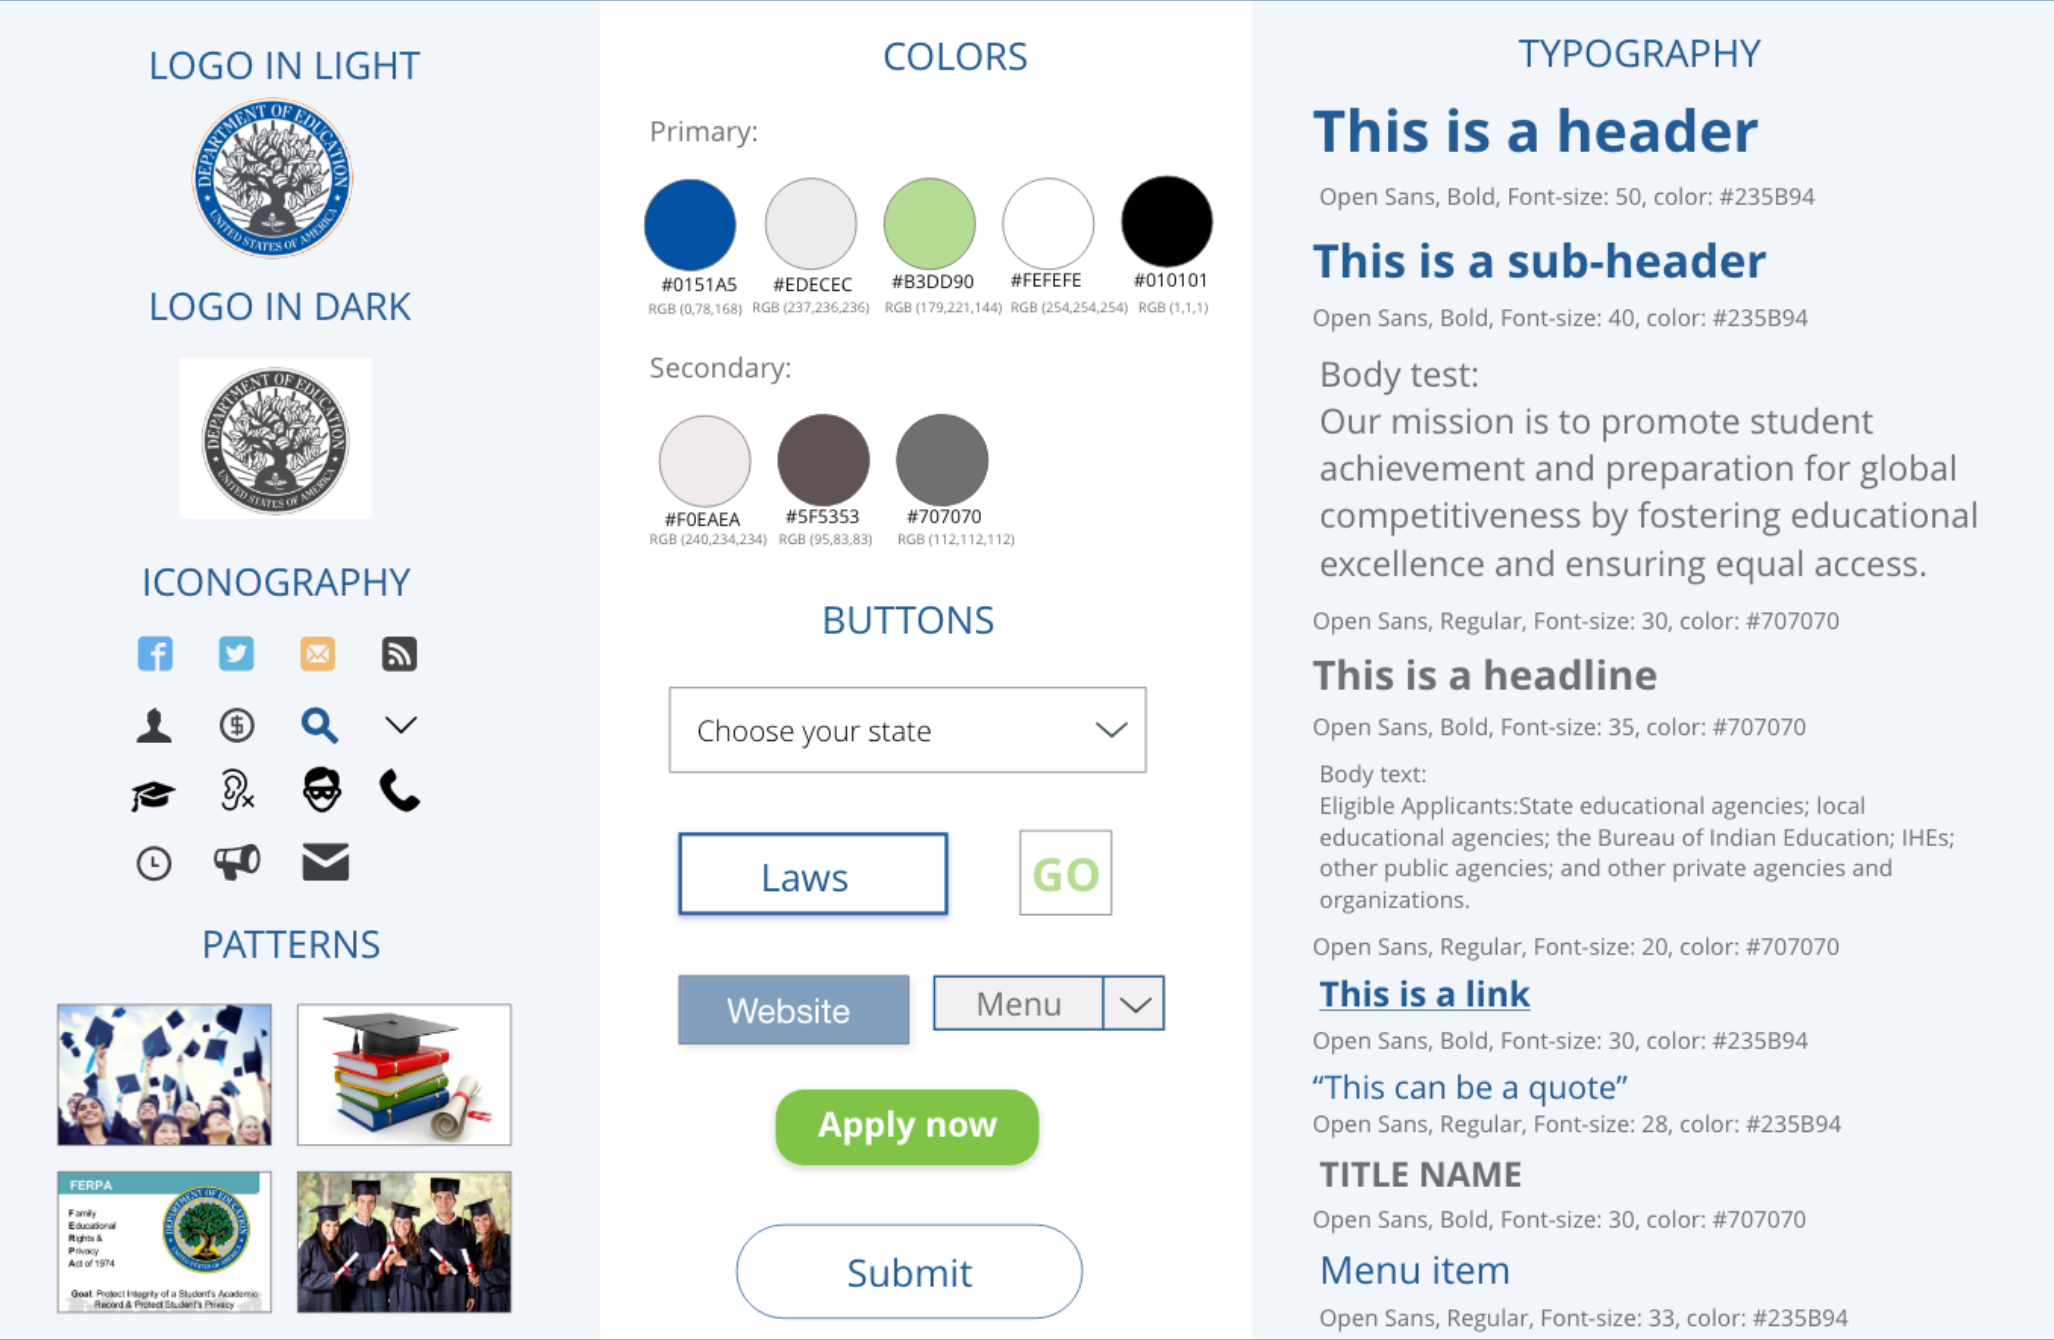 LOGO IN LIGHT
DEPARTMENT OF EDUCATION
UNITED STATES OF AMERICA
LOGO IN DARK
DEPARTMENT OF EDUCATION
UNITED STATES OF AMERICA
ICONOGRAPHY
PATTERNS
FERPA
Family
Educational
Rights &
Privacy
Act of 1974
DEPARTMENT OF EDUCATION
UNITED STATES OF AMERICA
Goal: Protect Integrity of a Student's Academic
Record & Protect Student's Privacy
COLORS
Primary:
#0151A5 #EDECEC #B3DD90 #FEFEFE #010101
RGB (0,78,168) RGB (237,236,236) RGB (179,221,144) RGB (254,254,254) RGB (1,1,1)
Secondary:
#F0EAEA #5F5353 #707070
RGB (240,234,234) RGB (95,83,83) RGB (112,112,112)
BUTTONS
Choose your state
Laws GO
Website Menu
Apply now
Submit
TYPOGRAPHY
This is a header
Open Sans, Bold, Font-size: 50, color: #235B94
This is a sub-header
Open Sans, Bold, Font-size: 40, color: #235B94
Body test:
Our mission is to promote student
achievement and preparation for global
competitiveness by fostering educational
excellence and ensuring equal access.
Open Sans, Regular, Font-size: 30, color: #707070
This is a headline
Open Sans, Bold, Font-size: 35, color: #707070
Body text:
Eligible Applicants:State educational agencies; local
educational agencies; the Bureau of Indian Education; IHEs;
other public agencies; and other private agencies and
organizations.
Open Sans, Regular, Font-size: 20, color: #707070
This is a link
Open Sans, Bold, Font-size: 30, color: #235B94
“This can be a quote”
Open Sans, Regular, Font-size: 28, color: #235B94
TITLE NAME
Open Sans, Bold, Font-size: 30, color: #707070
Menu item
Open Sans, Regular, Font-size: 33, color: #235B94